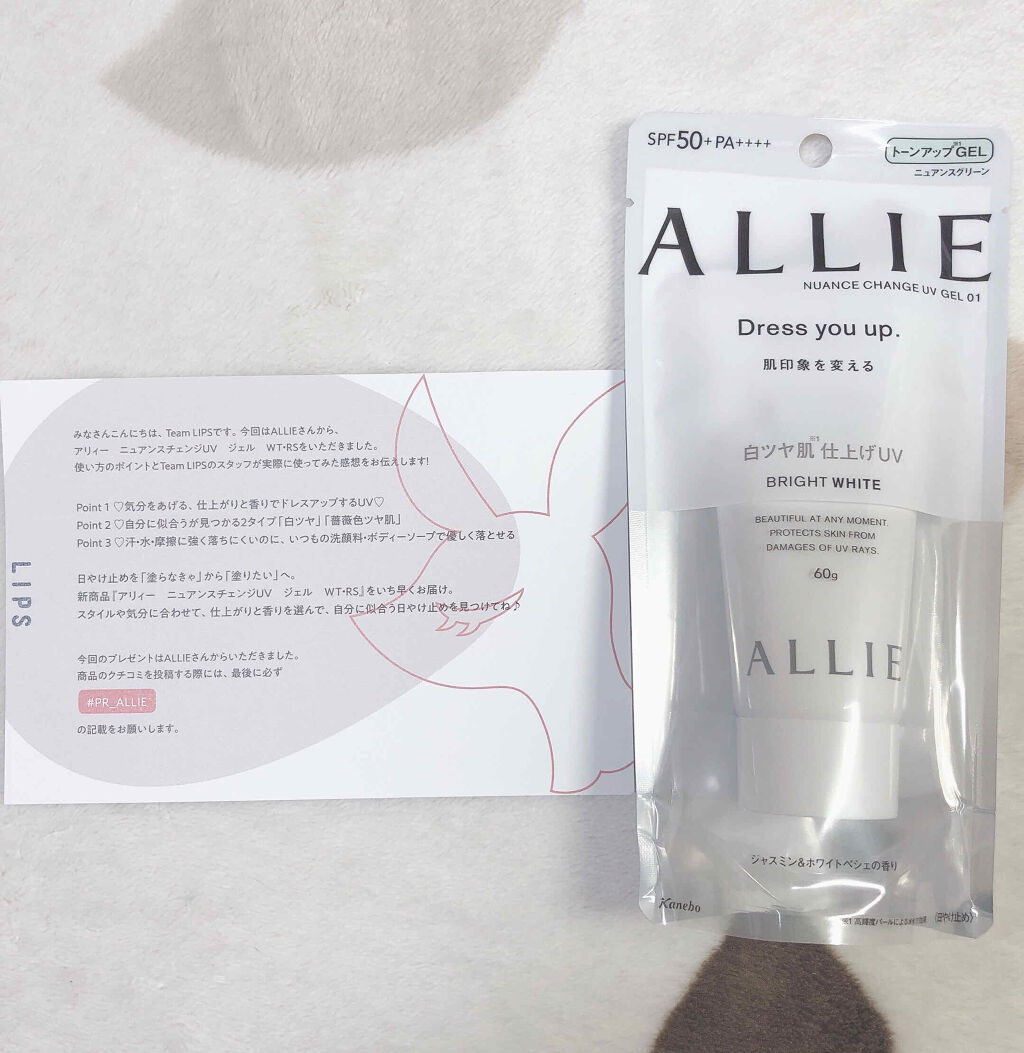 みなさんこんにちは、Team LIPSです。今回はALLIEさんから、
アリィー　ニュアンスチェンジUV　ジェル　WT・RSをいただきました。
使い方のポイントとTeam LIPSのスタッフが実際に使ってみた感想をお伝えします!
Point 1 ♡気分をあげる、仕上がりと香りでドレスアップするUV♡
Point 2 ♡自分に似合うが見つかる2タイプ「白ツヤ」「薔薇色ツヤ肌」
Point 3 ♡汗・水・摩擦に強く落ちにくいのに、いつもの洗顔料・ボディーソープで優しく落とせる
日やけ止めを「塗らなきゃ」から「塗りたい」へ。
新商品『アリィー　ニュアンスチェンジUV　ジェル　WT・RS』をいち早くお届け。
スタイルや気分に合わせて、仕上がりと香りを選んで、自分に似合う日やけ止めを見つけてね♪
今回のプレゼントはALLIEさんからいただきました。
商品のクチコミを投稿する際には、最後に必ず
#PR_ALLIE
の記載をお願いします。
LIPS
SPF50+PA++++
トーンアップ※1GEL
ニュアンスグリーン
ALLIE
NUANCE CHANGE UV GEL 01
Dress you up.
肌印象を変える
白ツヤ肌※1 仕上げUV
BRIGHT WHITE
BEAUTIFUL AT ANY MOMENT.
PROTECTS SKIN FROM
DAMAGES OF UV RAYS.
60g
ALLIE
ジャスミン&ホワイトペシェの香り
Kanebo
※1 高輝度パールによる 〈日やけ止め〉